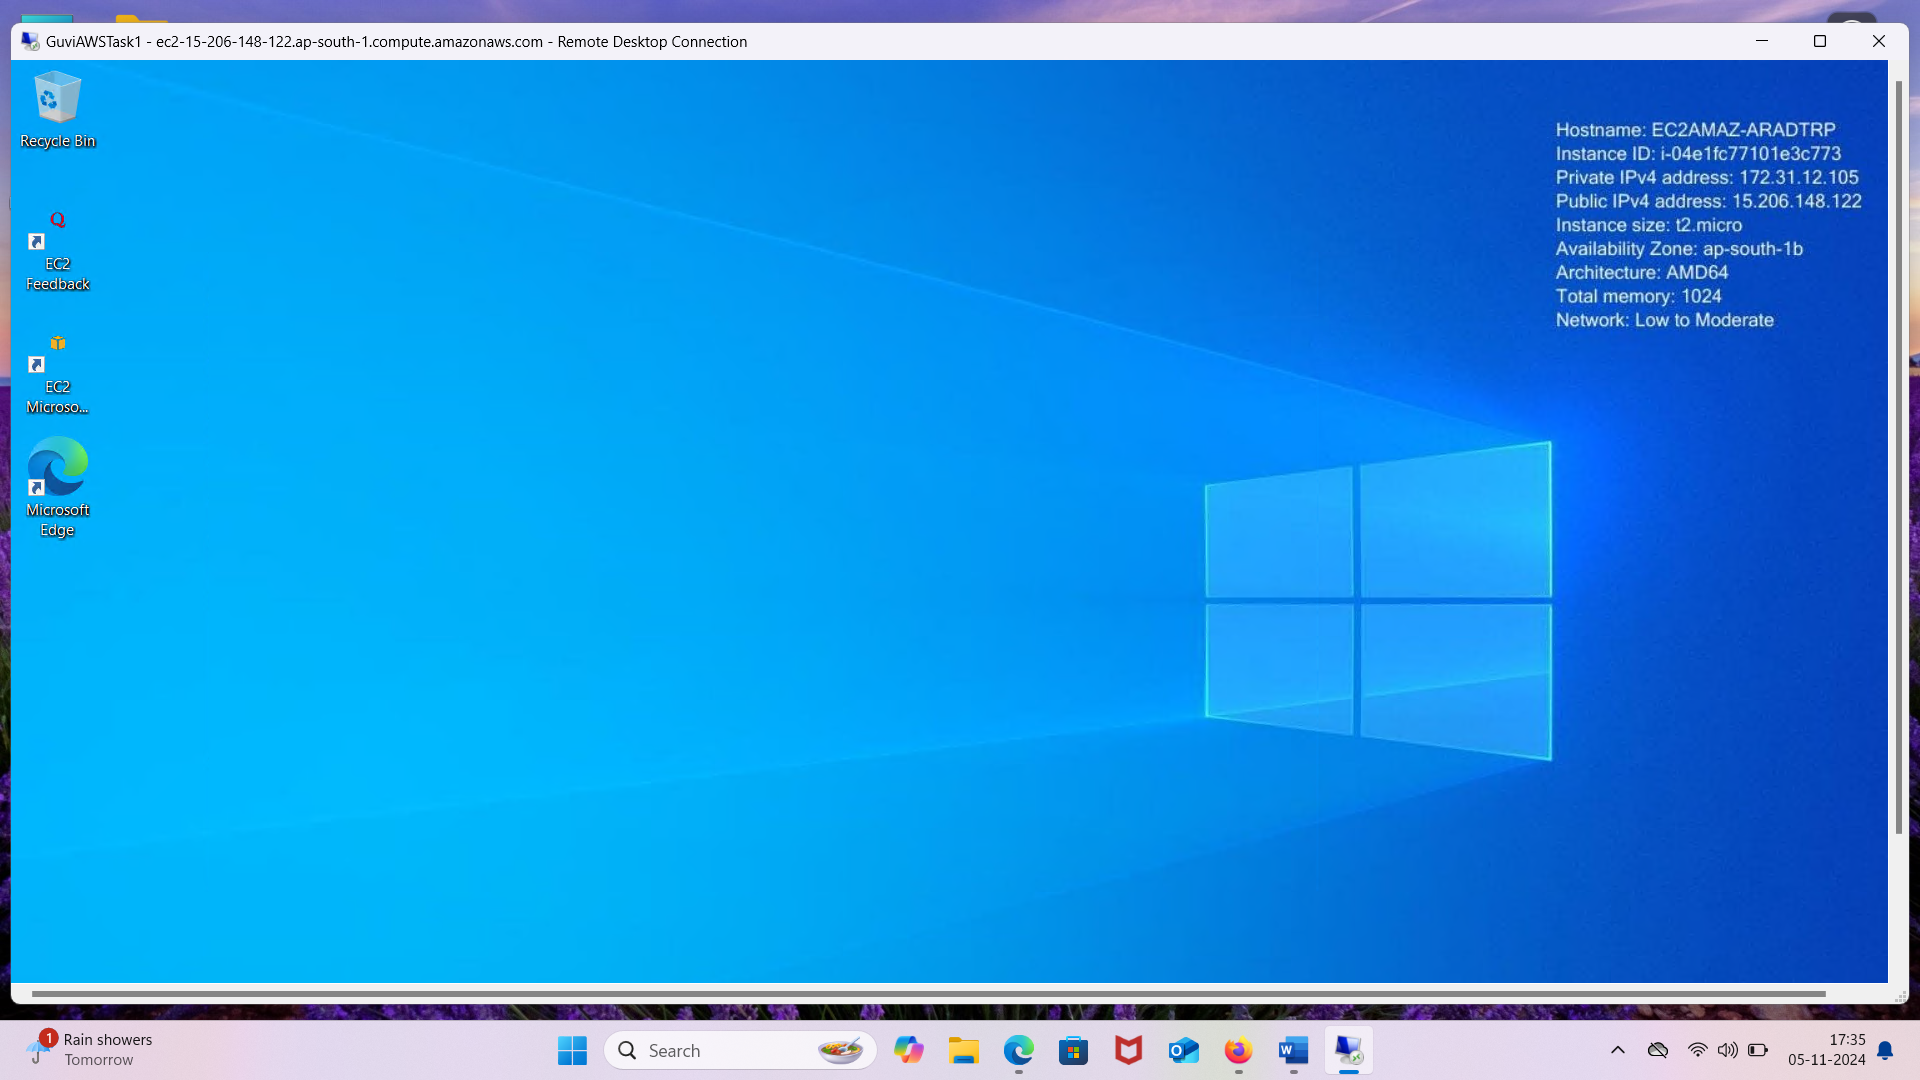 GuviAWSTask1 - ec2-15-206-148-122.ap-south-1.compute.amazonaws.com - Remote Desktop Connection
Recycle Bin
EC2
Feedback
EC2
Microso...
Microsoft
Edge
Hostname: EC2AMAZ-ARADTRP
Instance ID: i-04e1fc77101e3c773
Private IPv4 address: 172.31.12.105
Public IPv4 address: 15.206.148.122
Instance size: t2.micro
Availability Zone: ap-south-1b
Architecture: AMD64
Total memory: 1024
Network: Low to Moderate
1
Rain showers
Tomorrow
Search
17:35
05-11-2024